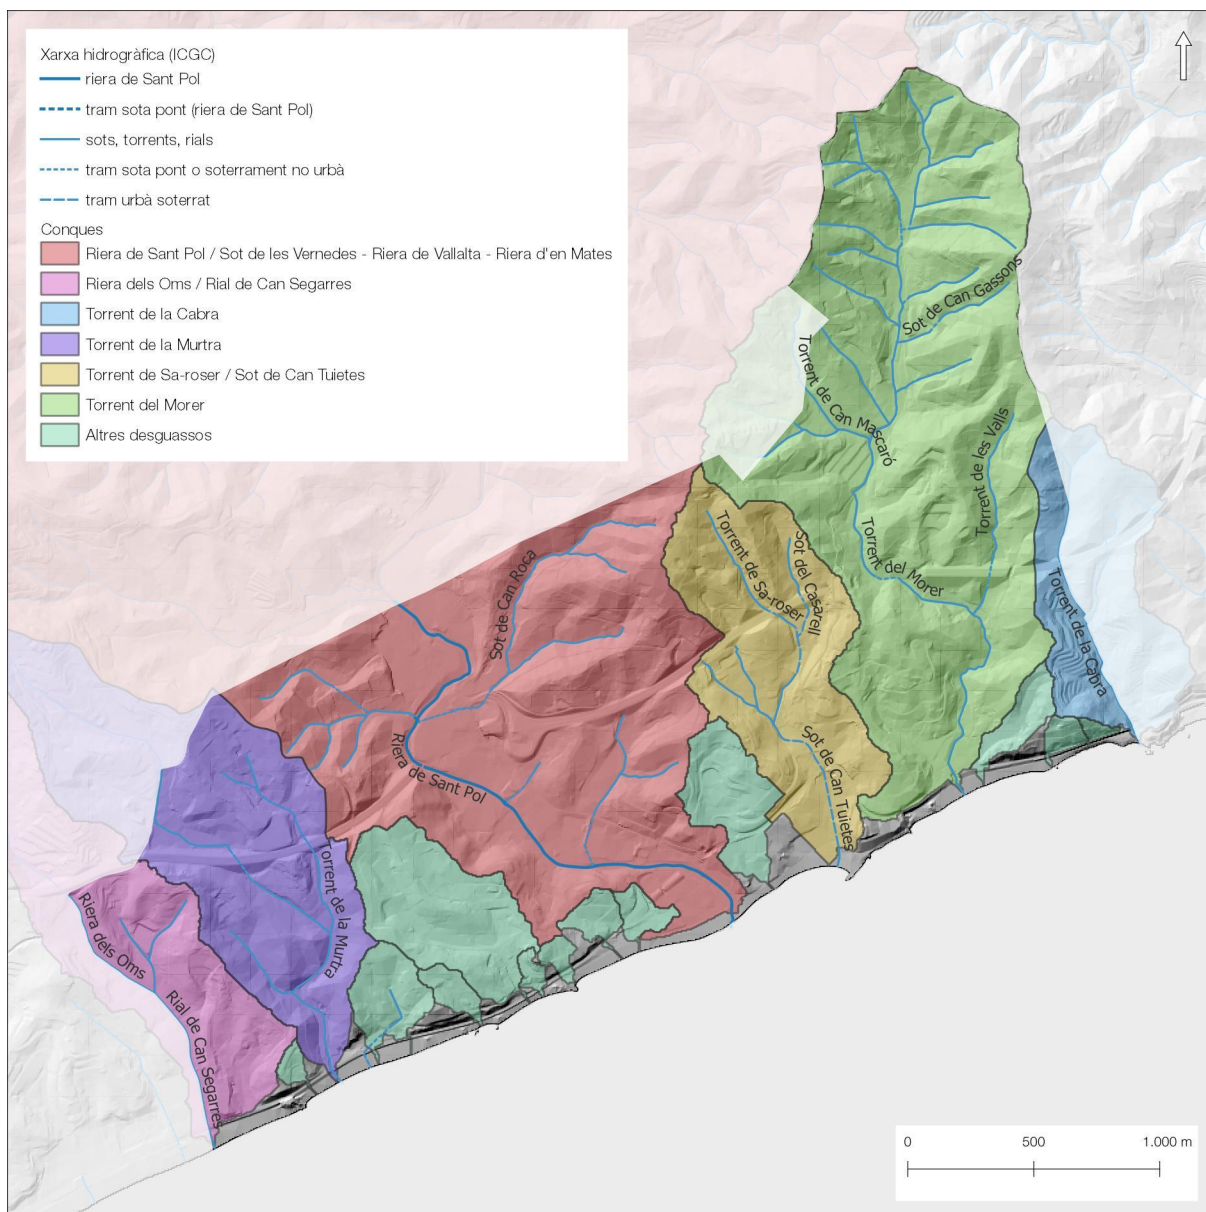 Xarxa hidrogràfica (ICGC)
riera de Sant Pol
tram sota pont (riera de Sant Pol)
sots, torrents, rials
tram sota pont o soterrament no urbà
tram urbà soterrat
Conques
Riera de Sant Pol / Sot de les Vernedes - Riera de Vallalta - Riera d'en Mates
Riera dels Oms / Rial de Can Segarres
Torrent de la Cabra
Torrent de la Murtra
Torrent de Sa-roser / Sot de Can Tuietes
Torrent del Morer
Altres desguassos
Sot de Can Gassons
Torrent de Can Mascaró
Torrent de les Valls
Torrent del Morer
Torrent de Sa-roser
Sot del Casarell
Sot de Can Roca
Torrent de la Cabra
Riera de Sant Pol
Sot de Can Tuietes
Torrent de la Murtra
Riera dels Oms
Rial de Can Segarres
0 500 1.000 m